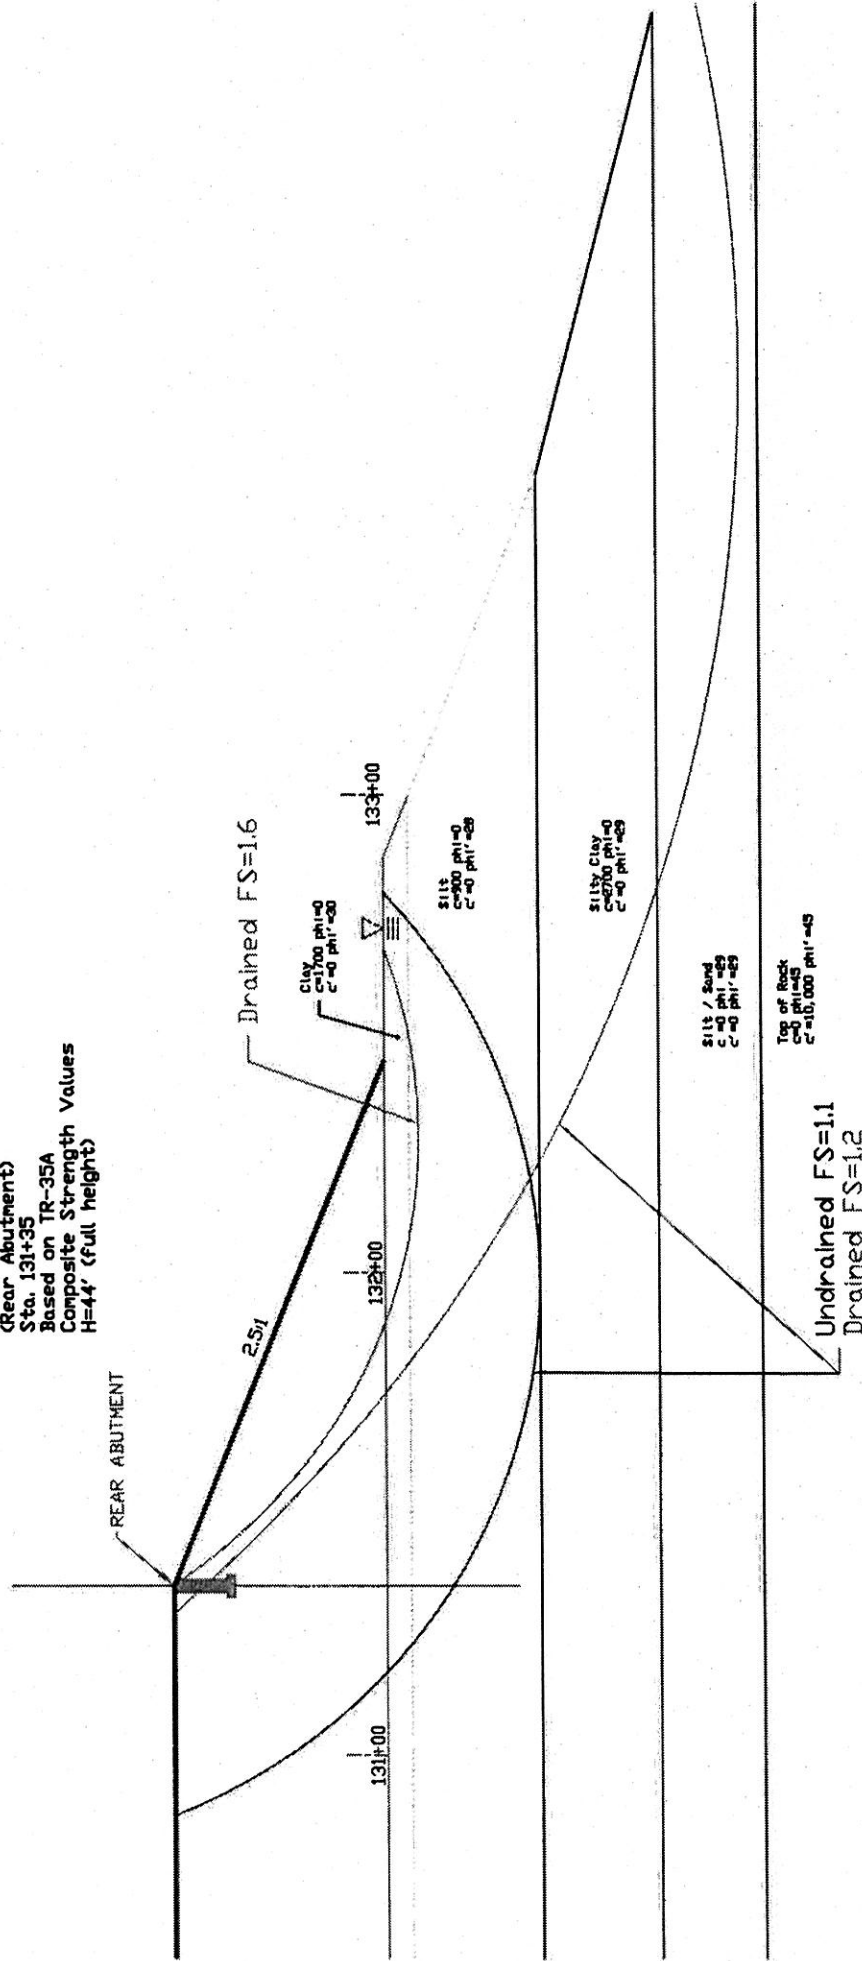 (Rear Abutment)
Sta. 131+35
Based on TR-35A
Composite Strength Values
H=44' (full height)
REAR ABUTMENT
2.5:1
Drained FS=1.6
Clay
c=1700 phi=0
c'=0 phi'=30
131+00
132+00
133+00
Silt
c=900 phi=0
c'=0 phi'=28
Silty Clay
c=2700 phi=0
c'=0 phi'=29
Silt / Sand
c =0 phi =29
c'=0 phi'=29
Top of Rock
c=0 phi=45
c'=10,000 phi'=45
Undrained FS=1.1
Drained FS=1.2